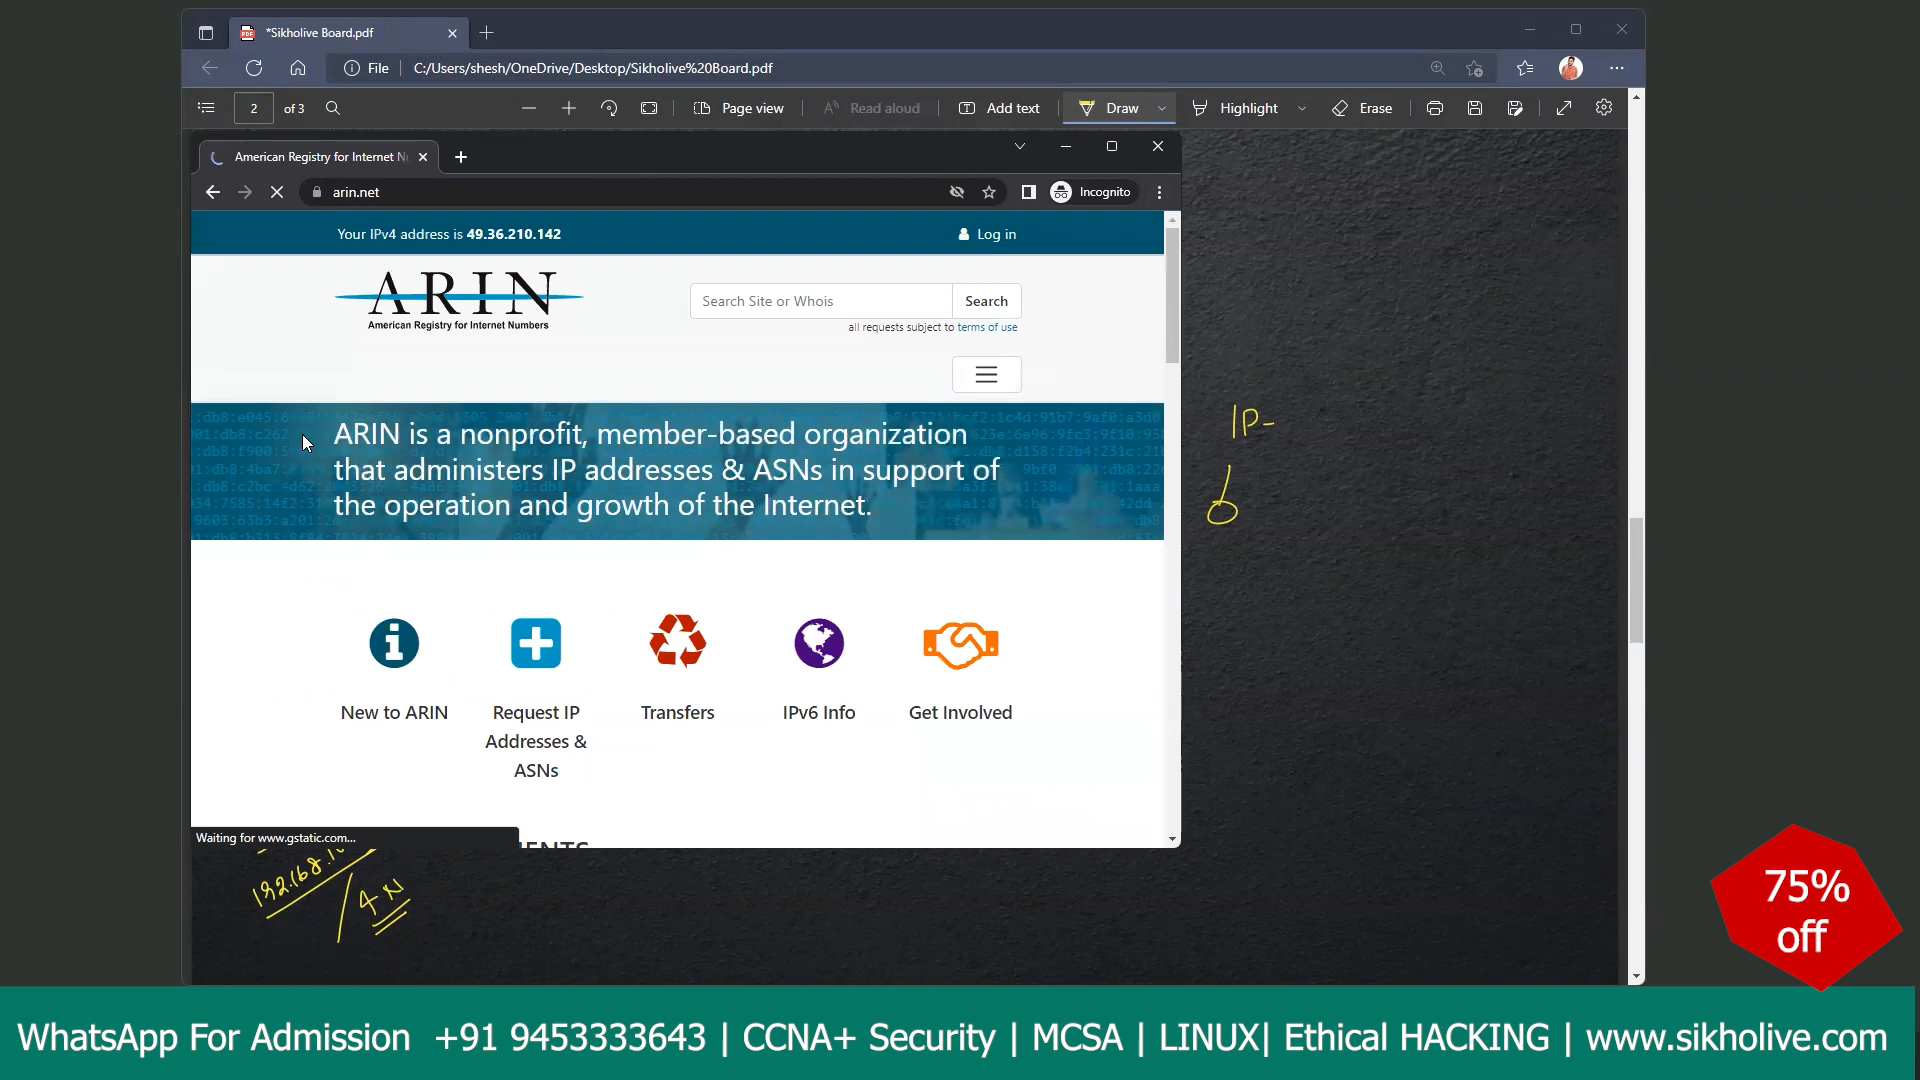 *Sikholive Board.pdf
File
C:/Users/shesh/OneDrive/Desktop/Sikholive%20Board.pdf
2 of 3
Page view
Read aloud
Add text
Draw
Highlight
Erase
American Registry for Internet
arin.net
Incognito
Your IPv4 address is 49.36.210.142
Log in
ARIN
American Registry for Internet Numbers
Search Site or Whois
Search
all requests subject to terms of use
ARIN is a nonprofit, member-based organization
that administers IP addresses & ASNs in support of
the operation and growth of the Internet.
IP-
New to ARIN
Request IP
Addresses &
ASNs
Transfers
IPv6 Info
Get Involved
Waiting for www.gstatic.com...
192.168.10
4 N
75%
off
WhatsApp For Admission +91 9453333643 | CCNA+ Security | MCSA | LINUX| Ethical HACKING | www.sikholive.com